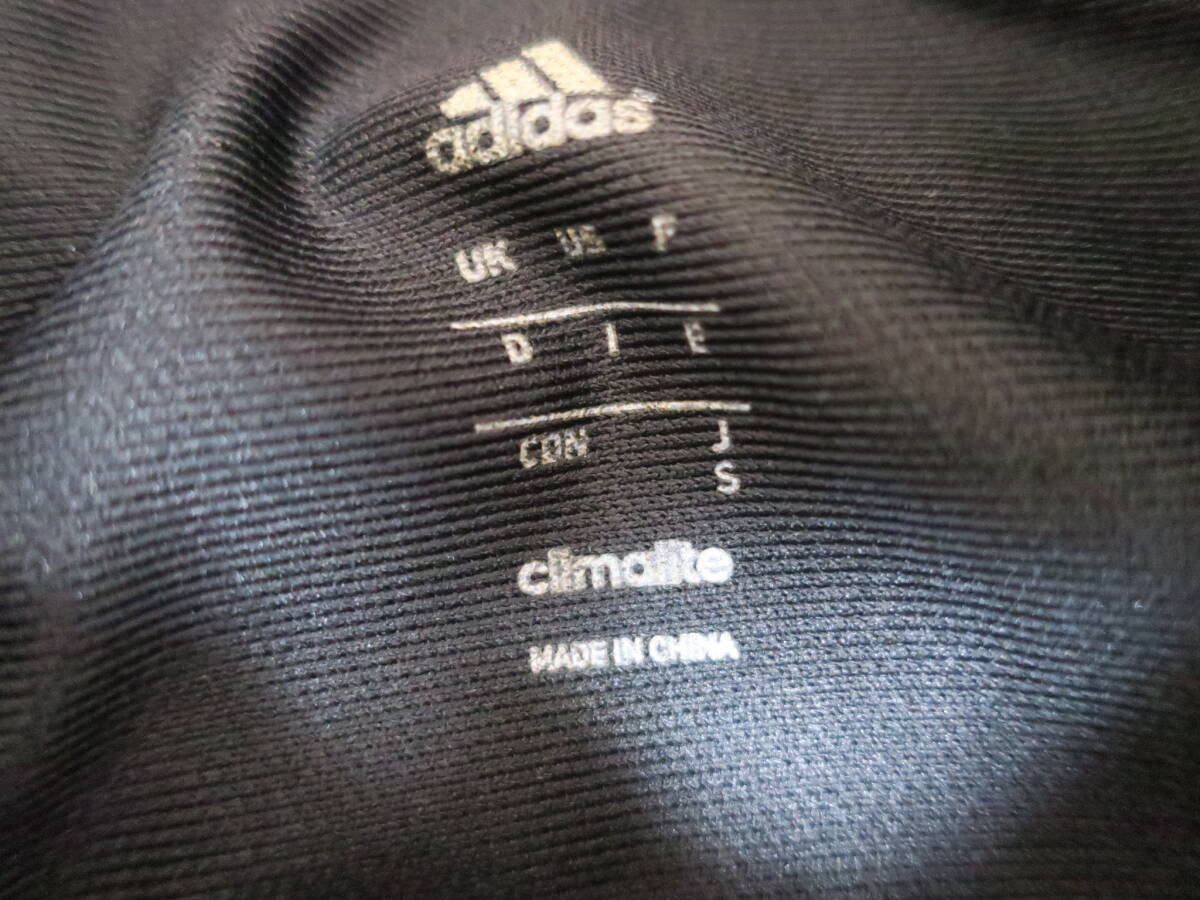 adidas
UK US F
D I E
CDN J
S
climalite
MADE IN CHINA